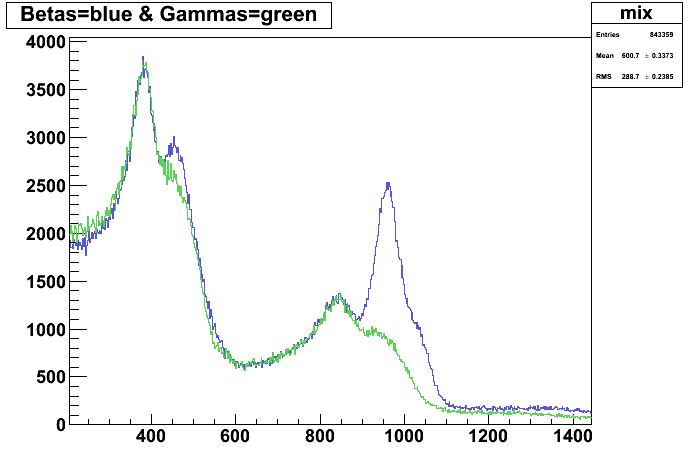 Betas=blue & Gammas=green
mix
Entries 843359
Mean 600.7 ± 0.3373
RMS 288.7 ± 0.2385
4000
3500
3000
2500
2000
1500
1000
500
0
400 600 800 1000 1200 1400